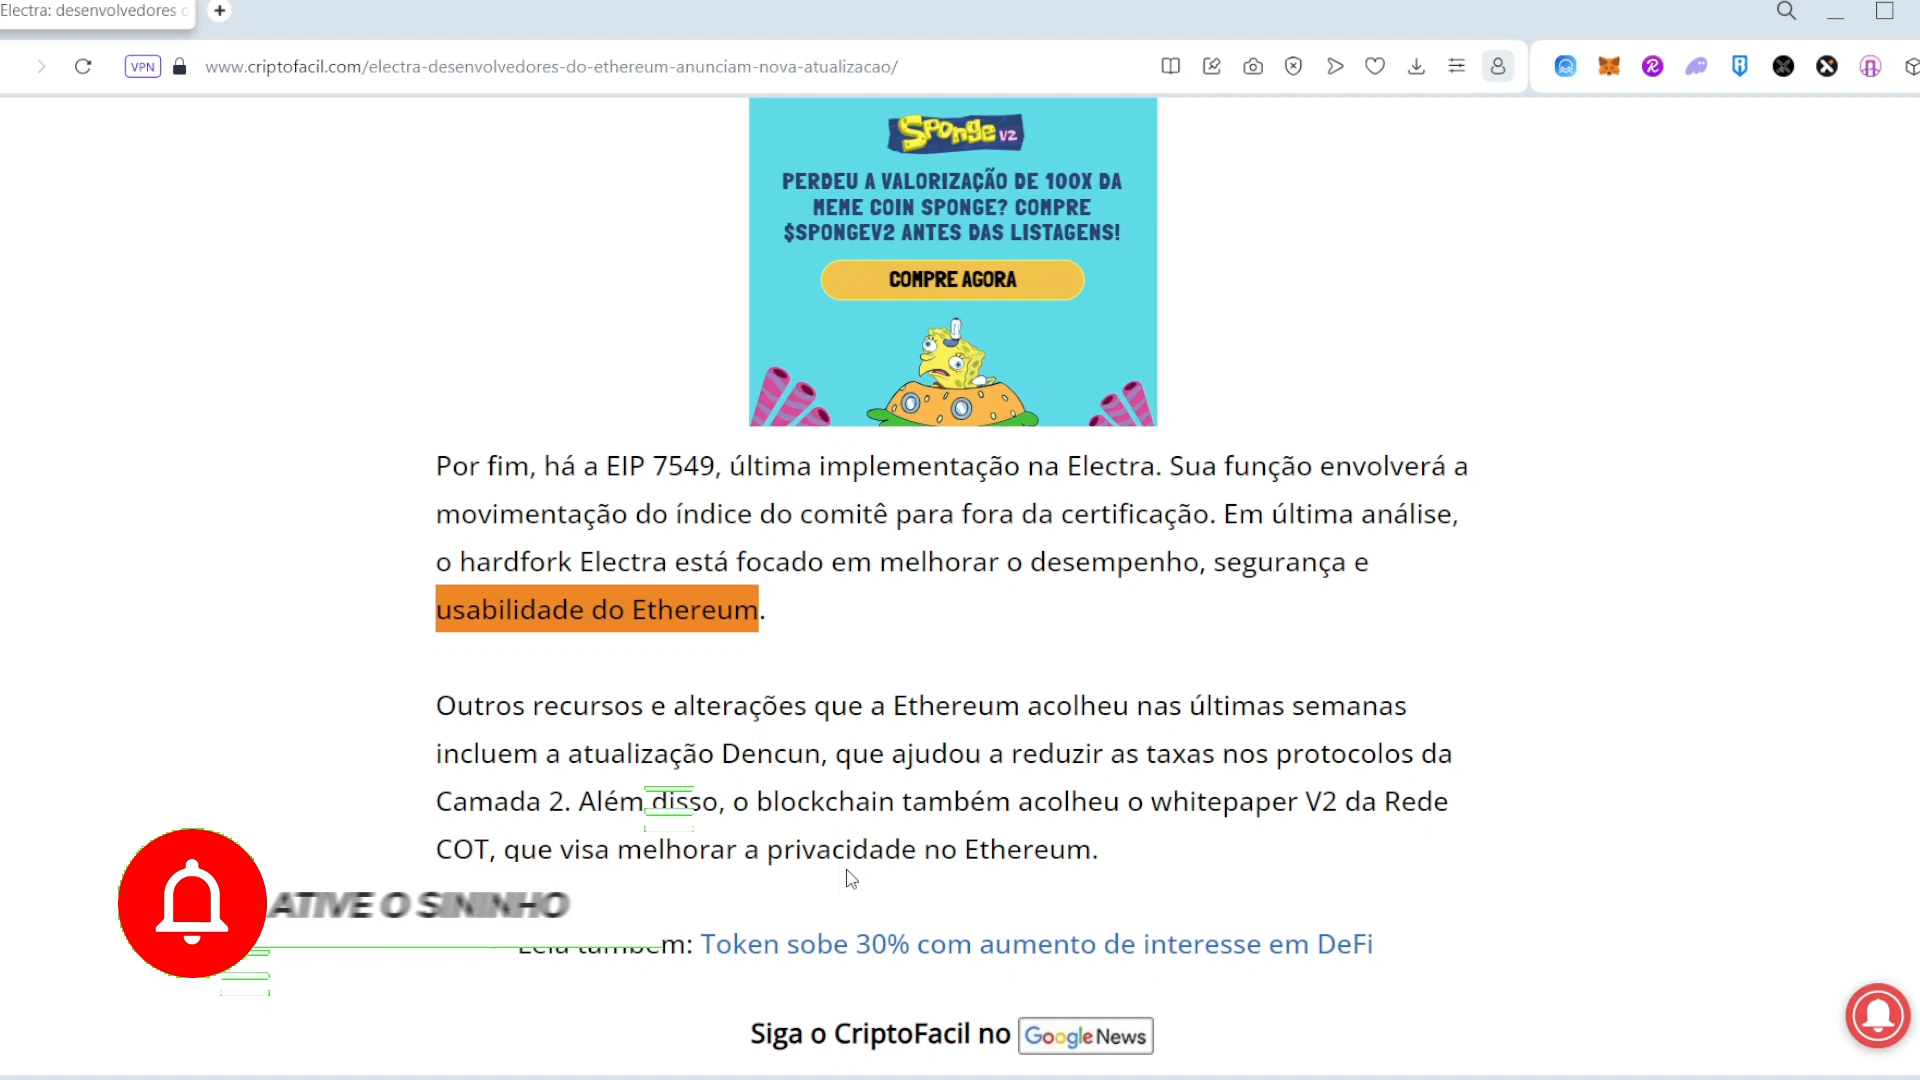 Electra: desenvolvedores d
VPN
www.criptofacil.com/electra-desenvolvedores-do-ethereum-anunciam-nova-atualizacao/
Sponge V2
PERDEU A VALORIZAÇÃO DE 100X DA
MEME COIN SPONGE? COMPRE
$SPONGEV2 ANTES DAS LISTAGENS!
COMPRE AGORA
Por fim, há a EIP 7549, última implementação na Electra. Sua função envolverá a
movimentação do índice do comitê para fora da certificação. Em última análise,
o hardfork Electra está focado em melhorar o desempenho, segurança e
usabilidade do Ethereum.
Outros recursos e alterações que a Ethereum acolheu nas últimas semanas
incluem a atualização Dencun, que ajudou a reduzir as taxas nos protocolos da
Camada 2. Além disso, o blockchain também acolheu o whitepaper V2 da Rede
COT, que visa melhorar a privacidade no Ethereum.
ATIVE O SININHO
Leia também: Token sobe 30% com aumento de interesse em DeFi
Siga o CriptoFacil no Google News